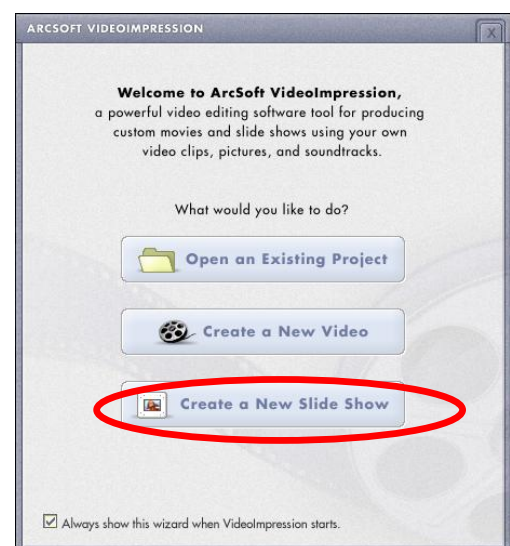 ARCSOFT VIDEOIMPRESSION
X
Welcome to ArcSoft VideoImpression,
a powerful video editing software tool for producing
custom movies and slide shows using your own
video clips, pictures, and soundtracks.
What would you like to do?
Open an Existing Project
Create a New Video
Create a New Slide Show
Always show this wizard when VideoImpression starts.